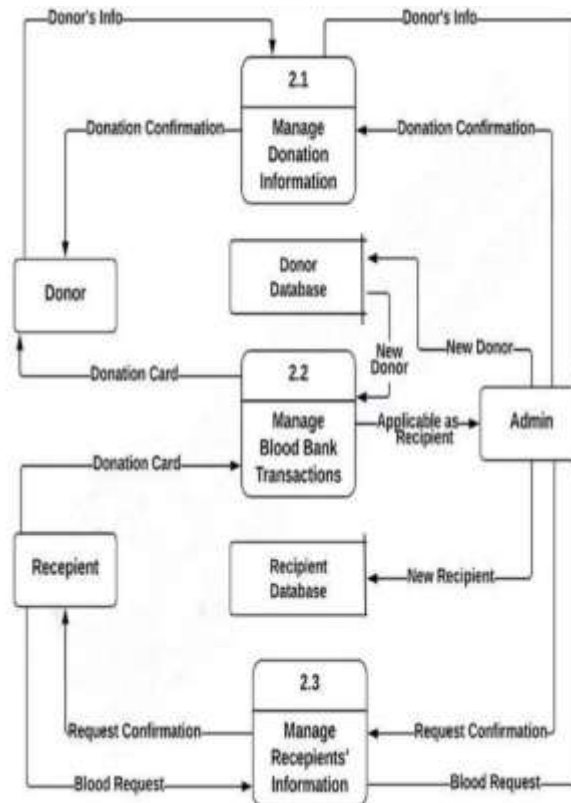 Donor's Info
Donor's Info
2.1
Manage
Donation
Information
Donation Confirmation
Donation Confirmation
Donor
Donor
Database
New
Donor
New Donor
Donation Card
2.2
Manage
Blood Bank
Transactions
Applicable as
Recipient
Admin
Donation Card
Recepient
Recipient
Database
New Recipient
2.3
Manage
Recepients'
Information
Request Confirmation
Request Confirmation
Blood Request
Blood Request